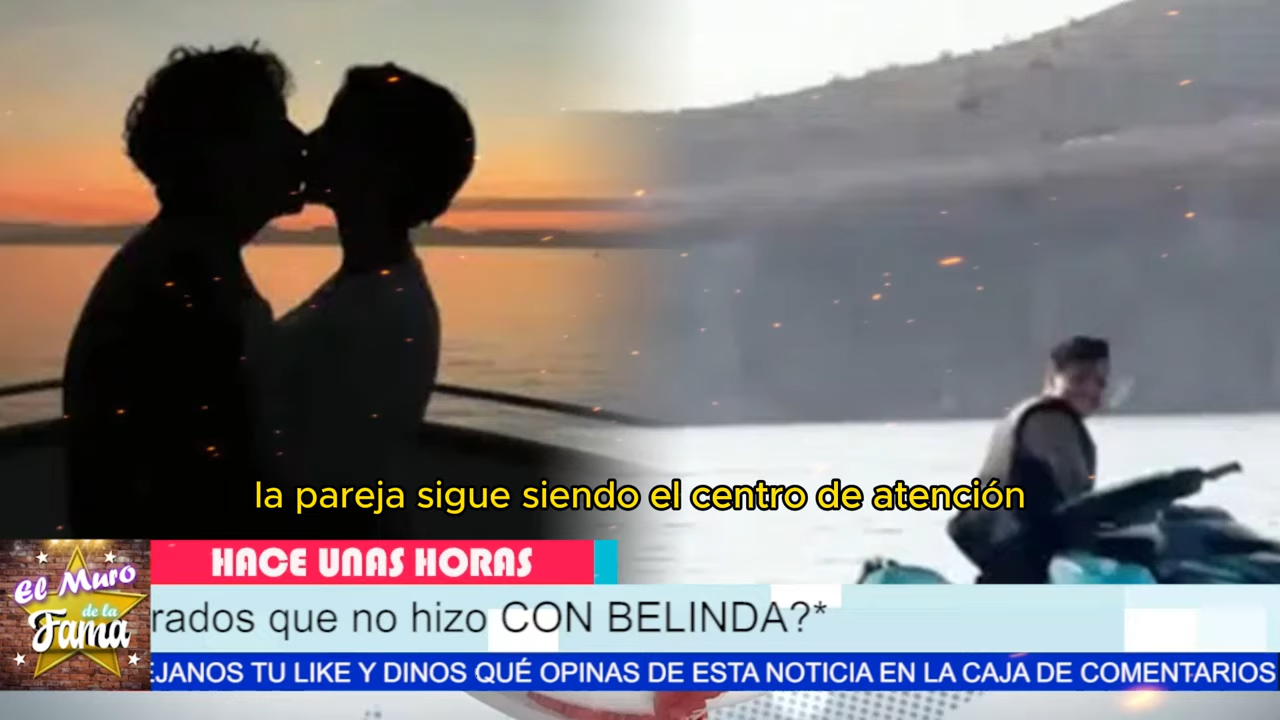 la pareja sigue siendo el centro de atención
HACE UNAS HORAS
El Muro
de la
Fama
rados que no hizo CON BELINDA?*
EJANOS TU LIKE Y DINOS QUÉ OPINAS DE ESTA NOTICIA EN LA CAJA DE COMENTARIOS